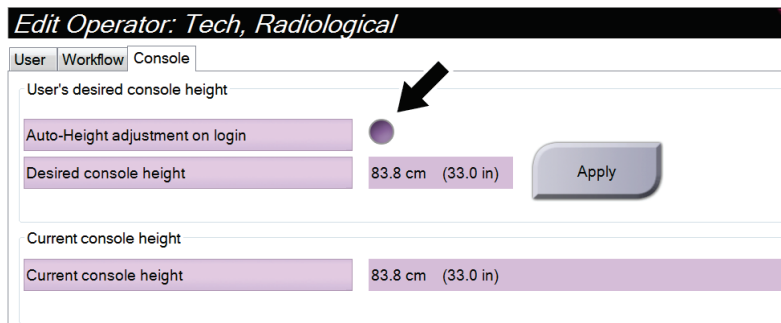 Edit Operator: Tech, Radiological
User Workflow Console
User's desired console height
Auto-Height adjustment on login
Desired console height 83.8 cm (33.0 in) Apply
Current console height
Current console height 83.8 cm (33.0 in)